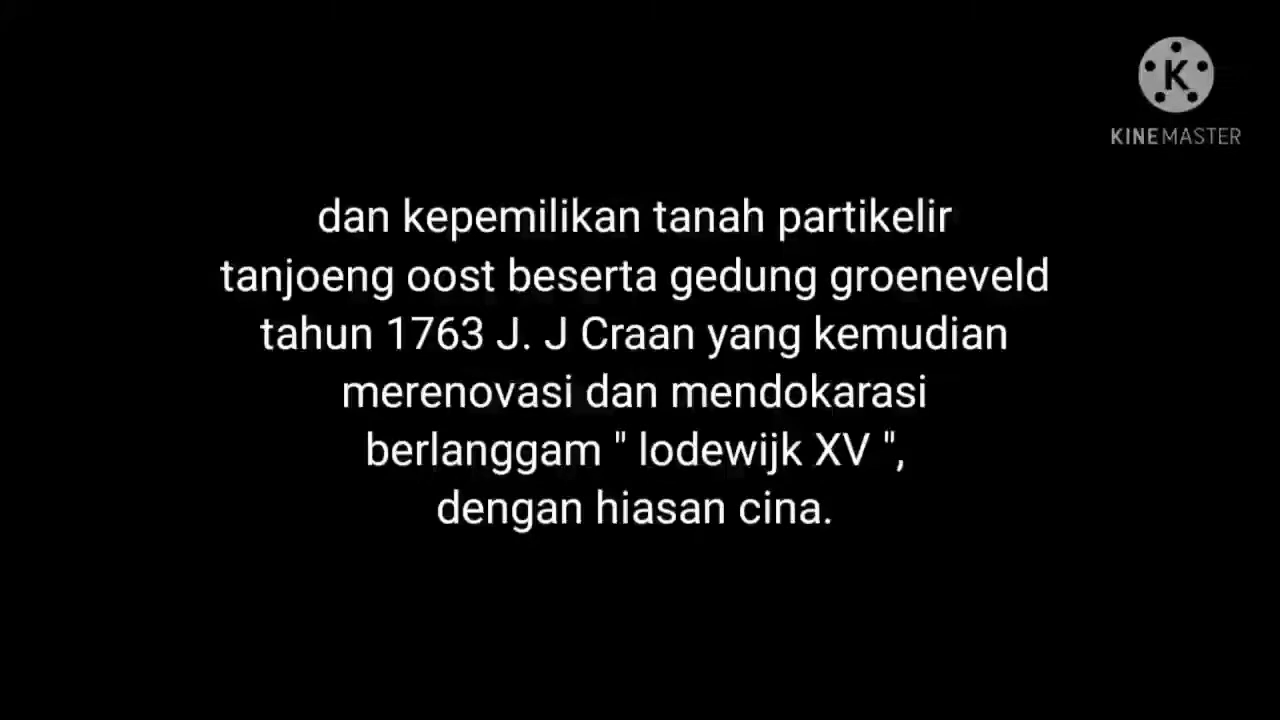 K
KINEMASTER
dan kepemilikan tanah partikelir
tanjoeng oost beserta gedung groeneveld
tahun 1763 J. J Craan yang kemudian
merenovasi dan mendokarasi
berlanggam " lodewijk XV ",
dengan hiasan cina.